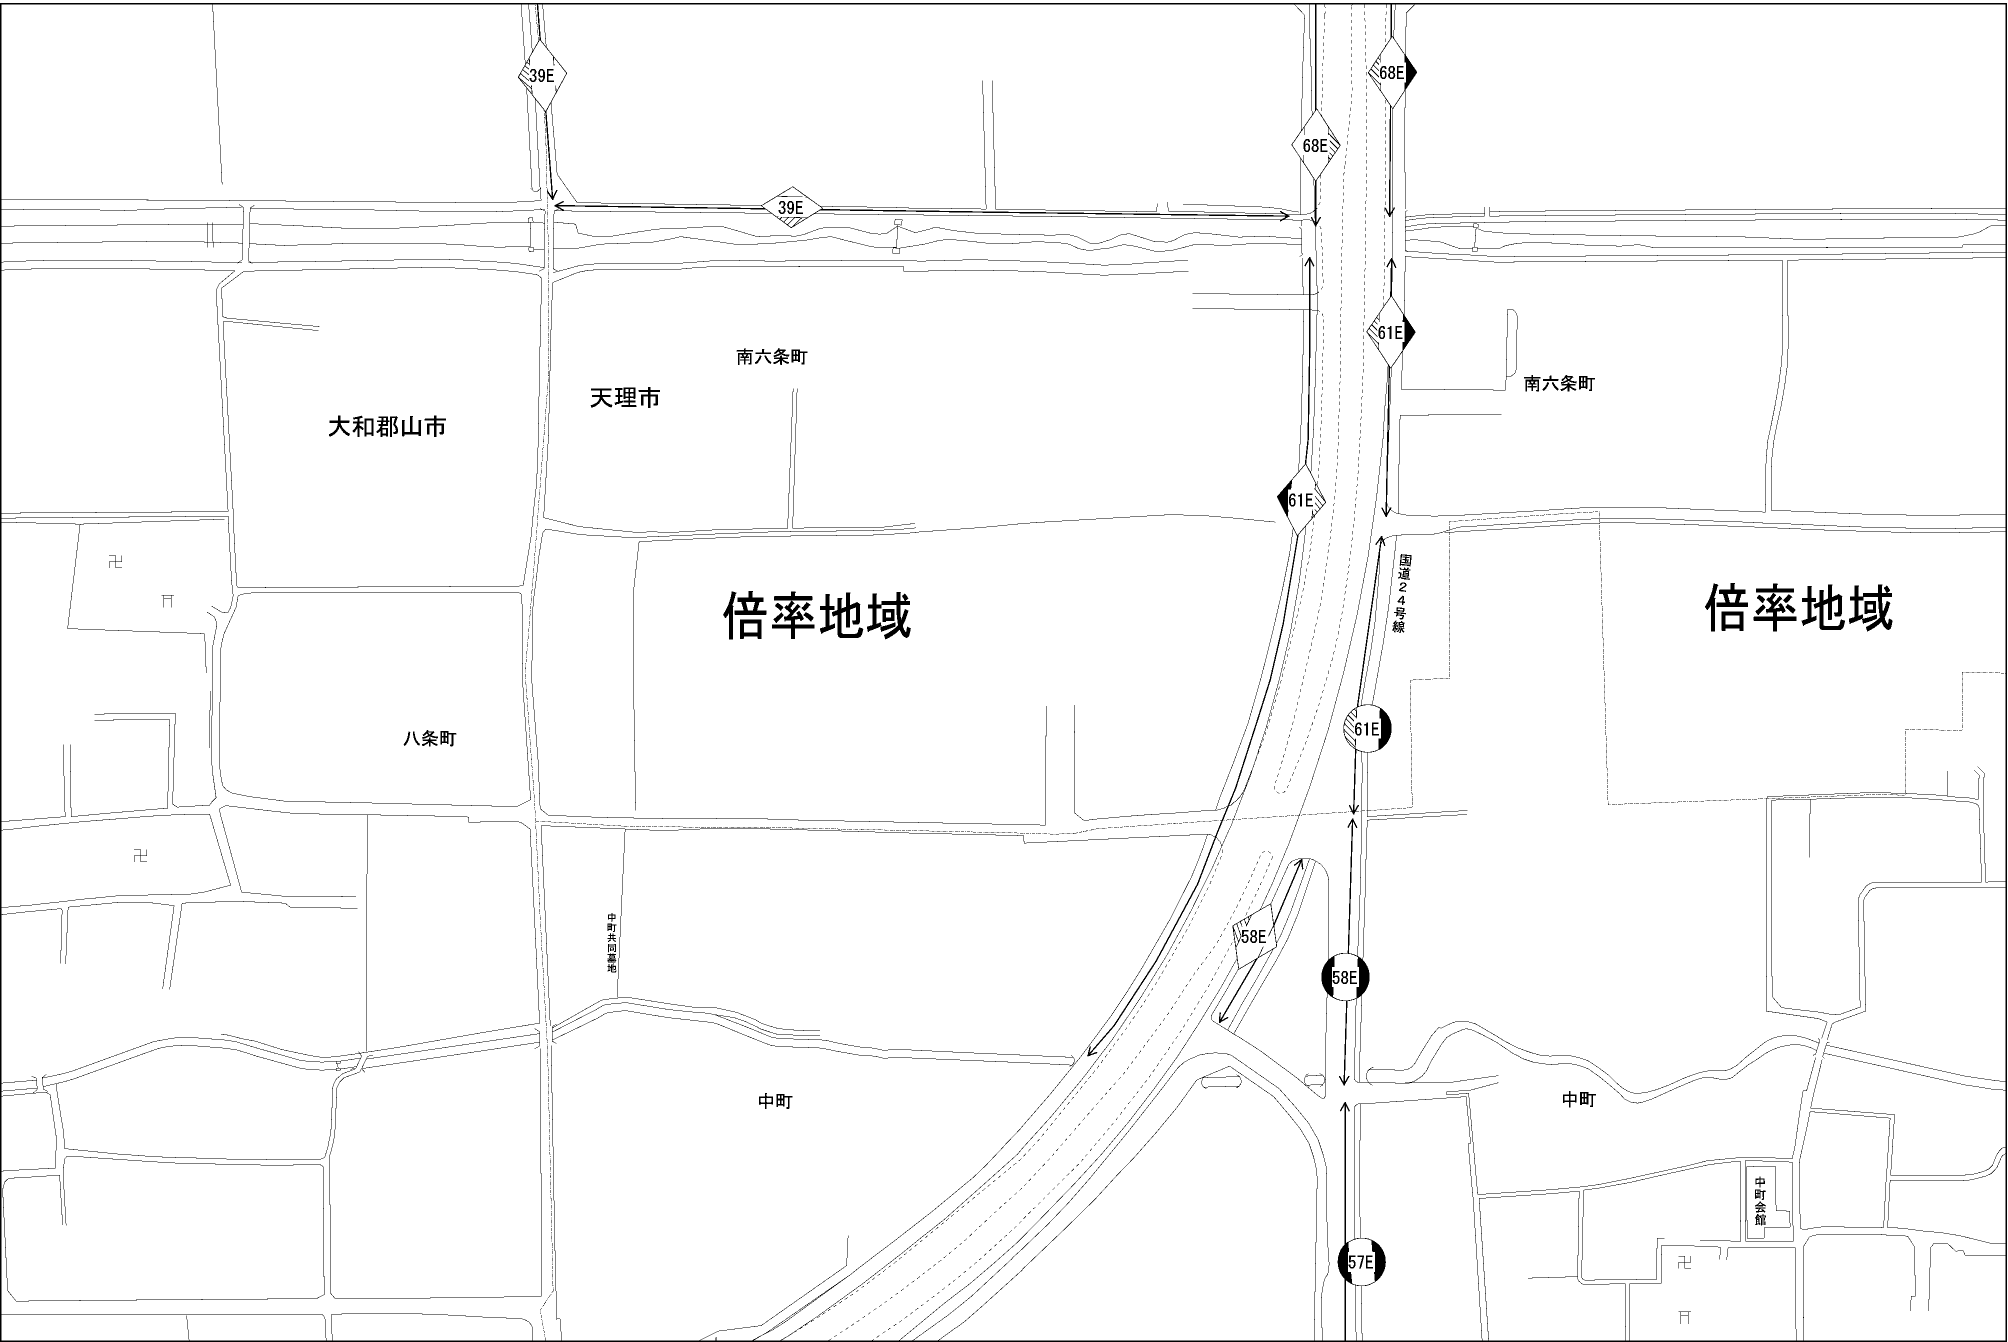 39E
68E
68E
39E
61E
南六条町
南六条町
天理市
大和郡山市
61E
国道24号線
倍率地域
倍率地域
61E
八条町
中町共同墓地
58E
58E
中町
中町
中町会館
57E